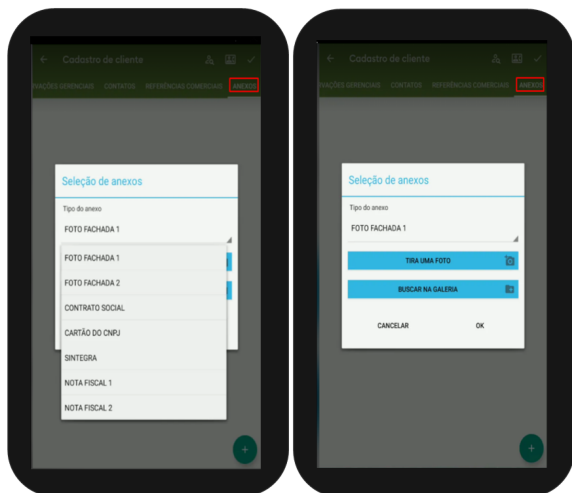 Cadastro de cliente
VAÇÕES GERENCIAIS CONTATOS REFERÊNCIAS COMERCIAIS ANEXOS
Seleção de anexos
Tipo do anexo
FOTO FACHADA 1
FOTO FACHADA 1
FOTO FACHADA 2
CONTRATO SOCIAL
CARTÃO DO CNPJ
SINTEGRA
NOTA FISCAL 1
NOTA FISCAL 2
Cadastro de cliente
VAÇÕES GERENCIAIS CONTATOS REFERÊNCIAS COMERCIAIS ANEXOS
Seleção de anexos
Tipo do anexo
FOTO FACHADA 1
TIRA UMA FOTO
BUSCAR NA GALERIA
CANCELAR OK